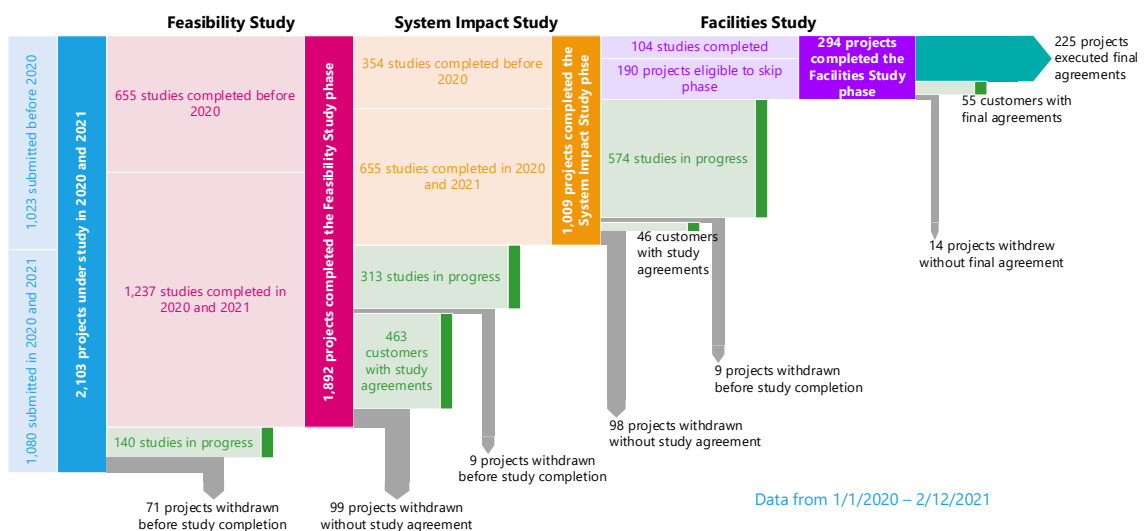 Feasibility Study
System Impact Study
Facilities Study
1,023 submitted before 2020
1,080 submitted in 2020 and 2021
2,103 projects under study in 2020 and 2021
655 studies completed before
2020
1,237 studies completed in
2020 and 2021
140 studies in progress
71 projects withdrawn
before study completion
1,892 projects completed the Feasibility Study phase
354 studies completed before
2020
655 studies completed in 2020
and 2021
313 studies in progress
463
customers
with study
agreements
99 projects withdrawn
without study agreement
9 projects withdrawn
before study completion
1,009 projects completed the
System Impact Study phse
104 studies completed
190 projects eligible to skip
phase
574 studies in progress
46 customers
with study
agreements
98 projects withdrawn
without study agreement
9 projects withdrawn
before study completion
294 projects
completed the
Facilities Study
phase
225 projects
executed final
agreements
55 customers with
final agreements
14 projects withdrew
without final agreement
Data from 1/1/2020 – 2/12/2021